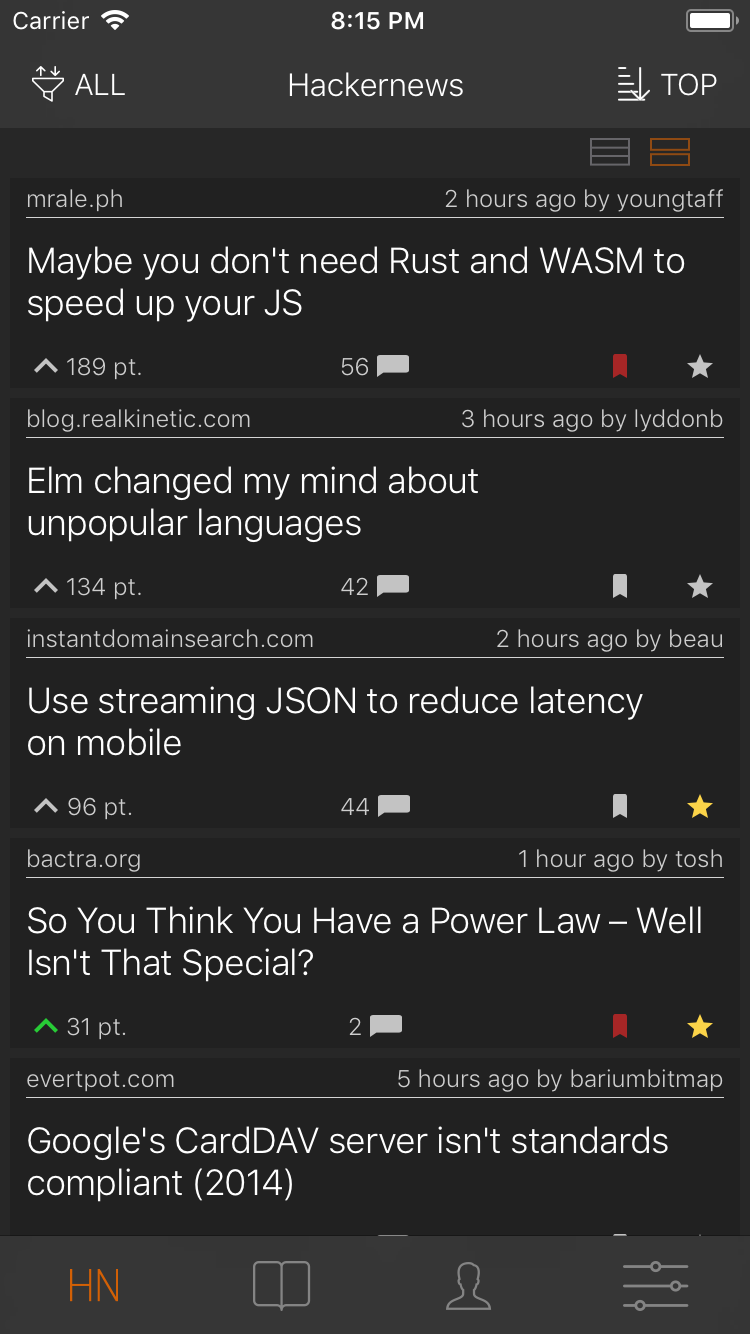 Carrier 8:15 PM
ALL Hackernews TOP
mrale.ph 2 hours ago by youngtaff
Maybe you don't need Rust and WASM to
speed up your JS
189 pt. 56
blog.realkinetic.com 3 hours ago by lyddonb
Elm changed my mind about
unpopular languages
134 pt. 42
instantdomainsearch.com 2 hours ago by beau
Use streaming JSON to reduce latency
on mobile
96 pt. 44
bactra.org 1 hour ago by tosh
So You Think You Have a Power Law – Well
Isn't That Special?
31 pt. 2
evertpot.com 5 hours ago by bariumbitmap
Google's CardDAV server isn't standards
compliant (2014)
HN